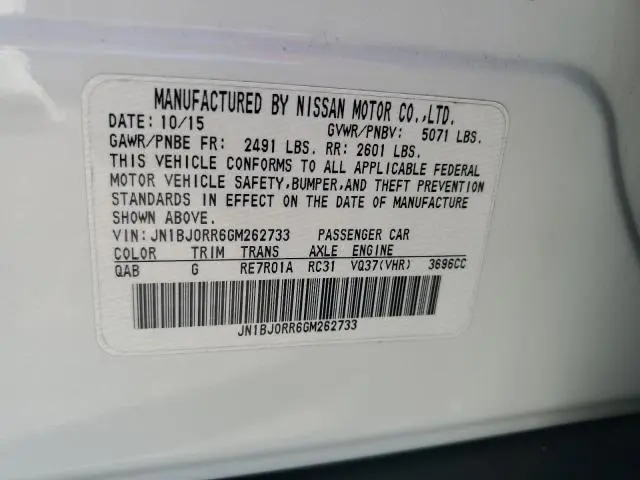 MANUFACTURED BY NISSAN MOTOR CO.,LTD.
DATE: 10/15 GVWR/PNBV: 5071 LBS.
GAWR/PNBE FR: 2491 LBS. RR: 2601 LBS.
THIS VEHICLE CONFORMS TO ALL APPLICABLE FEDERAL
MOTOR VEHICLE SAFETY,BUMPER,AND THEFT PREVENTION
STANDARDS IN EFFECT ON THE DATE OF MANUFACTURE
SHOWN ABOVE.
VIN: JN1BJ0RR6GM262733 PASSENGER CAR
COLOR TRIM TRANS AXLE ENGINE
QAB G RE7R01A RC31 VQ37(VHR) 3696CC
JN1BJ0RR6GM262733